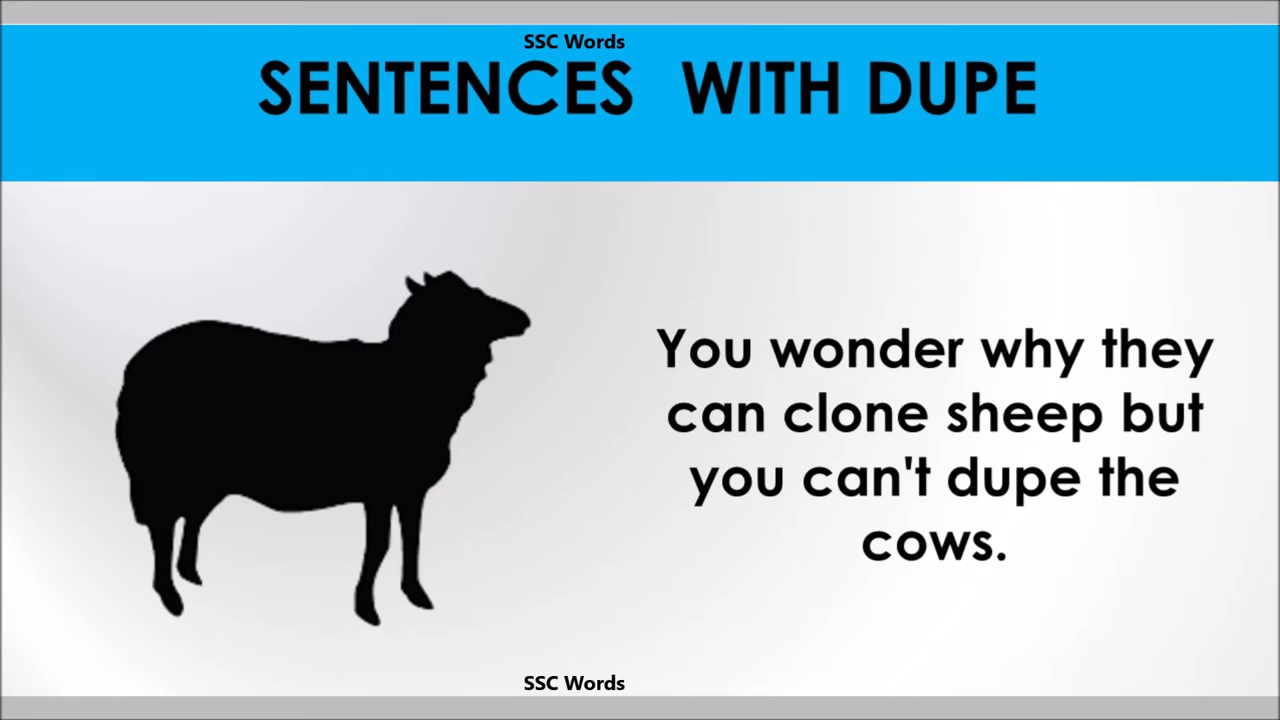 SSC Words
SENTENCES WITH DUPE
You wonder why they
can clone sheep but
you can't dupe the
cows.
SSC Words